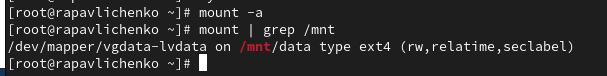 [root@rapavlichenko ~]# mount -a
[root@rapavlichenko ~]# mount | grep /mnt
/dev/mapper/vgdata-lvdata on /mnt/data type ext4 (rw,relatime,seclabel)
[root@rapavlichenko ~]#